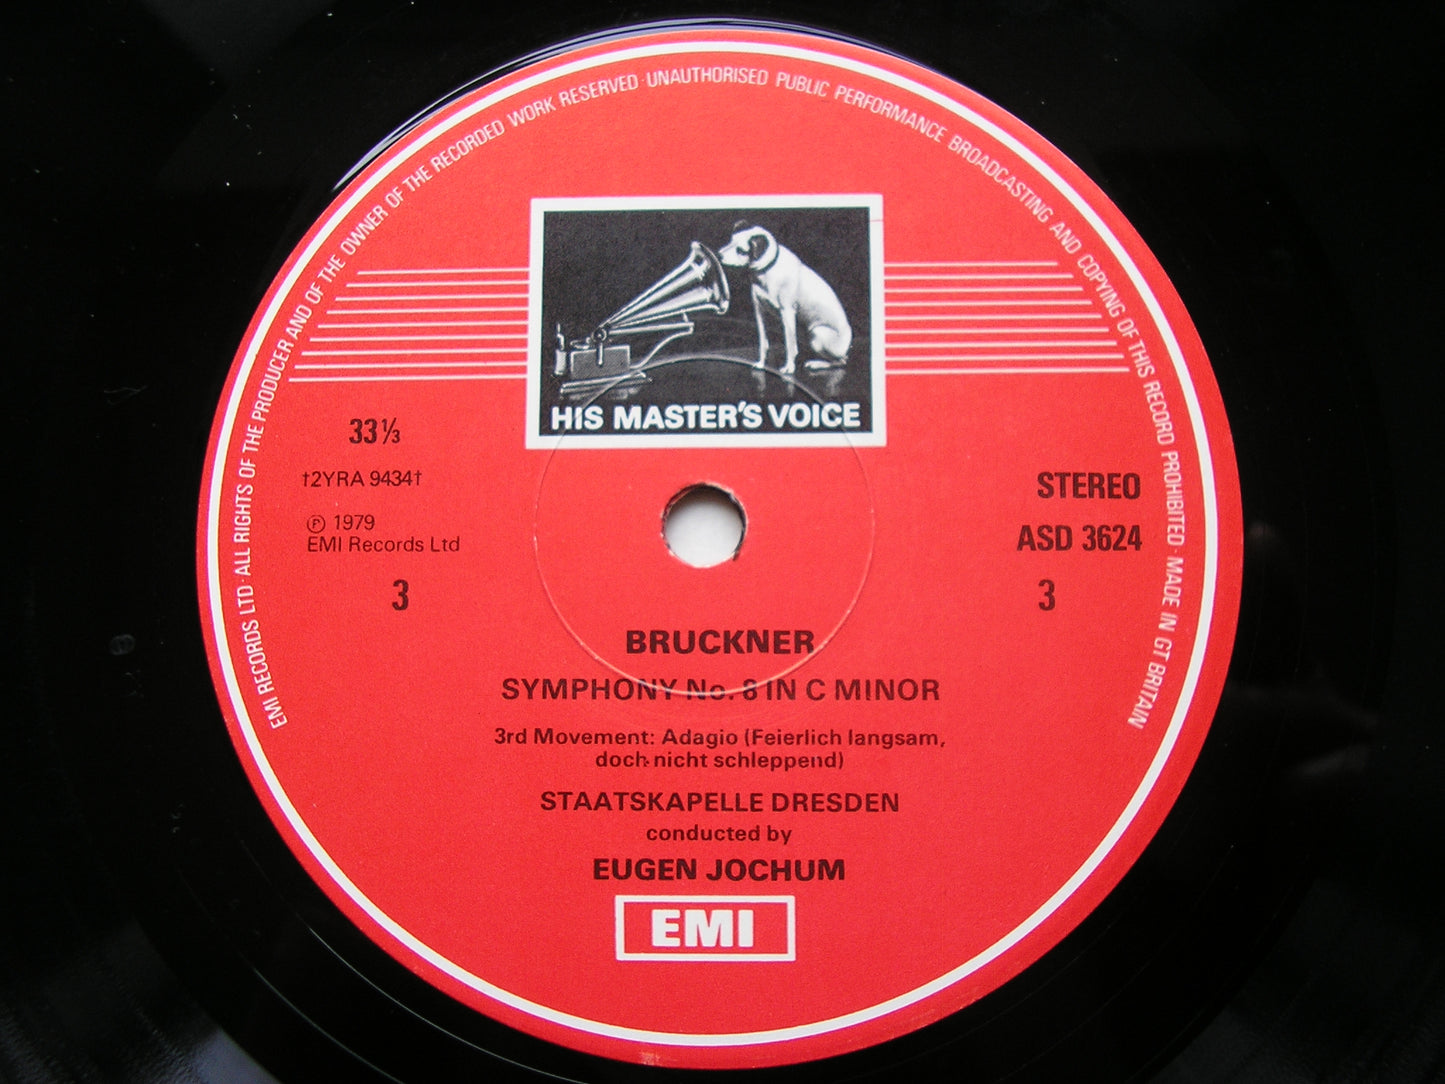 EMI RECORDS LTD · ALL RIGHTS OF THE PRODUCER AND OF THE OWNER OF THE RECORDED WORK RESERVED · UNAUTHORISED PUBLIC PERFORMANCE BROADCASTING AND COPYING OF THIS RECORD PROHIBITED · MADE IN GT BRITAIN
HIS MASTER'S VOICE
33⅓
†2YRA 9434†
℗ 1979
EMI Records Ltd
3
STEREO
ASD 3624
3
BRUCKNER
SYMPHONY No. 8 IN C MINOR
3rd Movement: Adagio (Feierlich langsam,
doch nicht schleppend)
STAATSKAPELLE DRESDEN
conducted by
EUGEN JOCHUM
EMI